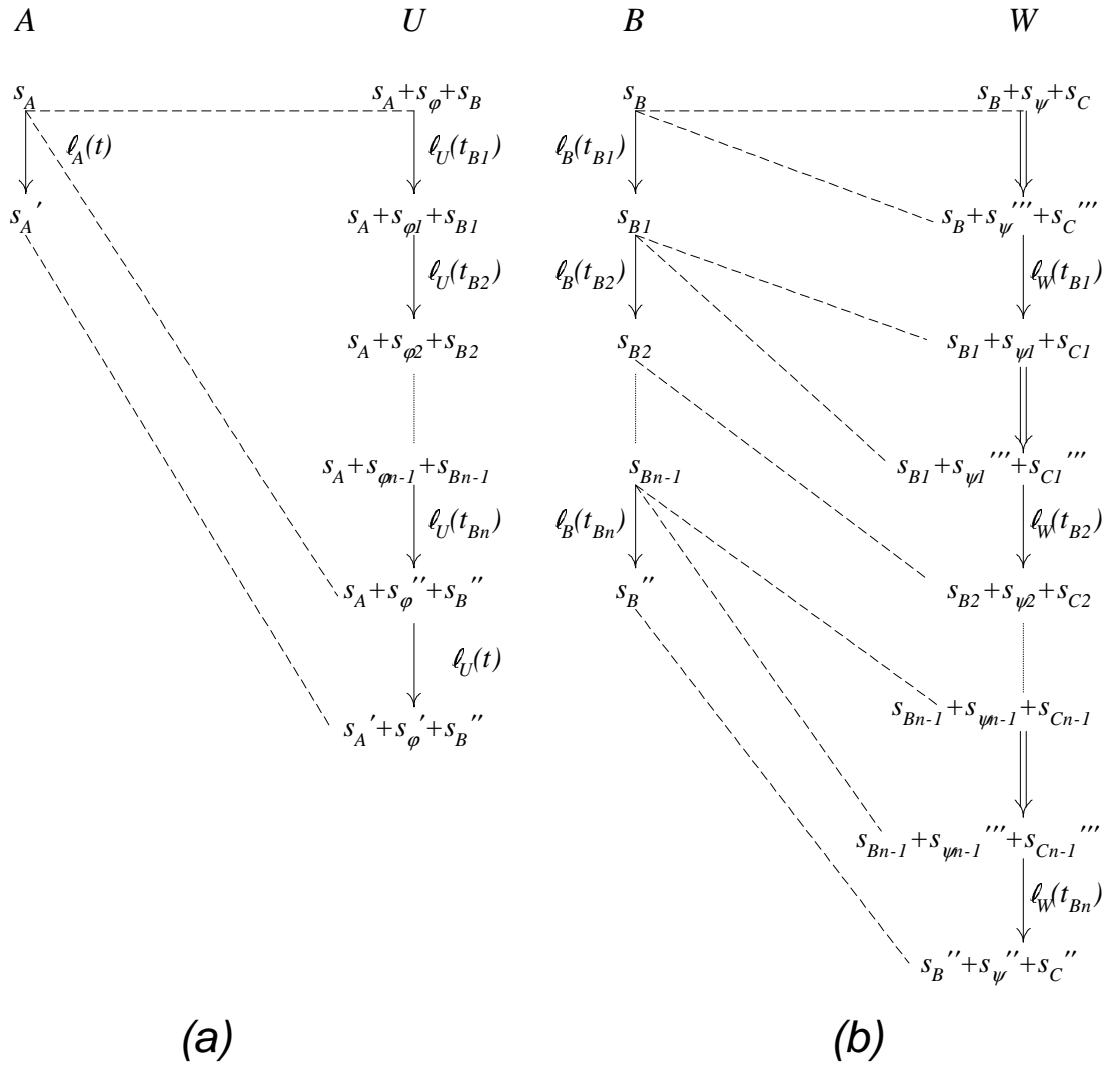 A U B W
s_A s_A+s_φ+s_B s_B s_B+s_ψ+s_C
ℓ_A(t) ℓ_U(t_B1) ℓ_B(t_B1)
s_A' s_A+s_φ1+s_B1 s_B1 s_B+s_ψ'''+s_C'''
ℓ_U(t_B2) ℓ_B(t_B2) ℓ_W(t_B1)
s_A+s_φ2+s_B2 s_B2 s_B1+s_ψ1+s_C1
s_A+s_φn-1+s_Bn-1 s_Bn-1 s_B1+s_ψ1'''+s_C1'''
ℓ_U(t_Bn) ℓ_B(t_Bn) ℓ_W(t_B2)
s_A+s_φ''+s_B'' s_B'' s_B2+s_ψ2+s_C2
ℓ_U(t)
s_A'+s_φ'+s_B'' s_Bn-1+s_ψn-1+s_Cn-1
s_Bn-1+s_ψn-1'''+s_Cn-1'''
ℓ_W(t_Bn)
s_B''+s_ψ''+s_C''
(a) (b)